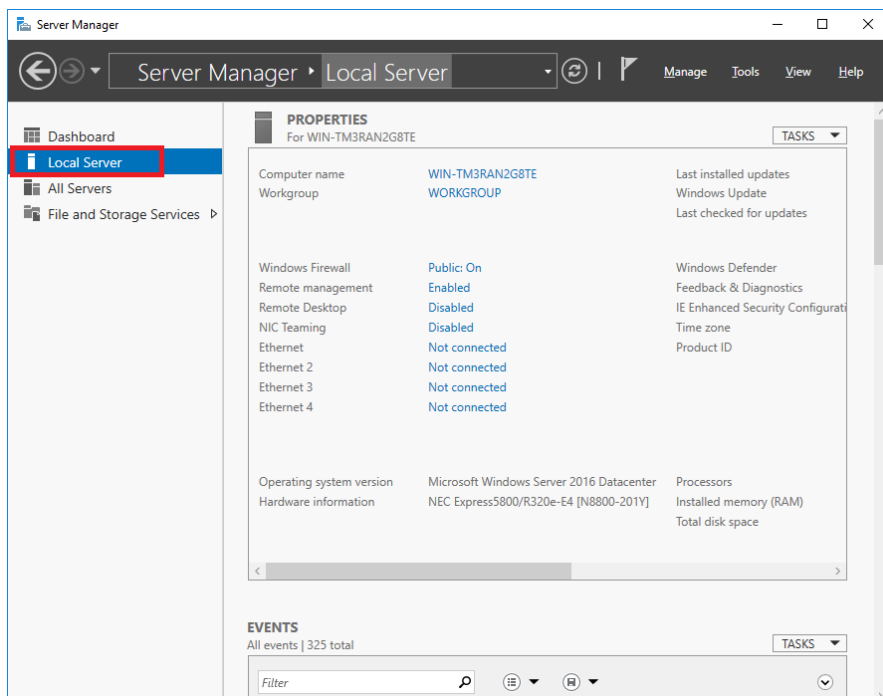 Server Manager
Server Manager ‣ Local Server
Manage Tools View Help
Dashboard
Local Server
All Servers
File and Storage Services
PROPERTIES
For WIN-TM3RAN2G8TE
TASKS
Computer name WIN-TM3RAN2G8TE Last installed updates
Workgroup WORKGROUP Windows Update
Last checked for updates
Windows Firewall Public: On Windows Defender
Remote management Enabled Feedback & Diagnostics
Remote Desktop Disabled IE Enhanced Security Configurati
NIC Teaming Disabled Time zone
Ethernet Not connected Product ID
Ethernet 2 Not connected
Ethernet 3 Not connected
Ethernet 4 Not connected
Operating system version Microsoft Windows Server 2016 Datacenter Processors
Hardware information NEC Express5800/R320e-E4 [N8800-201Y] Installed memory (RAM)
Total disk space
EVENTS
All events | 325 total
TASKS
Filter